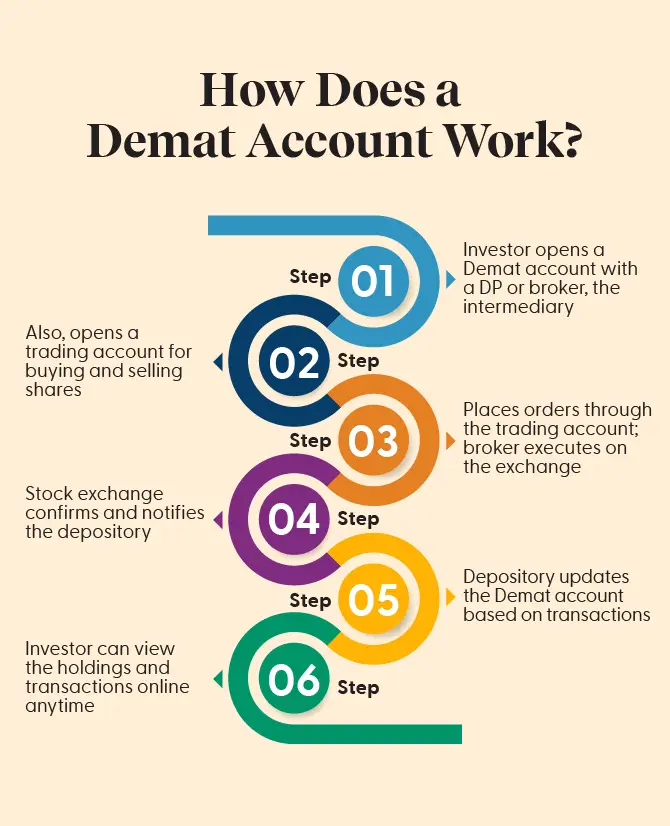 How Does a
Demat Account Work?
Step
01
Investor opens a
Demat account with
a DP or broker, the
intermediary
Also, opens a
trading account for
buying and selling
shares
02
Step
Step
03
Places orders through
the trading account;
broker executes on
the exchange
Stock exchange
confirms and notifies
the depository
04
Step
Step
05
Depository updates
the Demat account
based on transactions
Investor can view
the holdings and
transactions online
anytime
06
Step